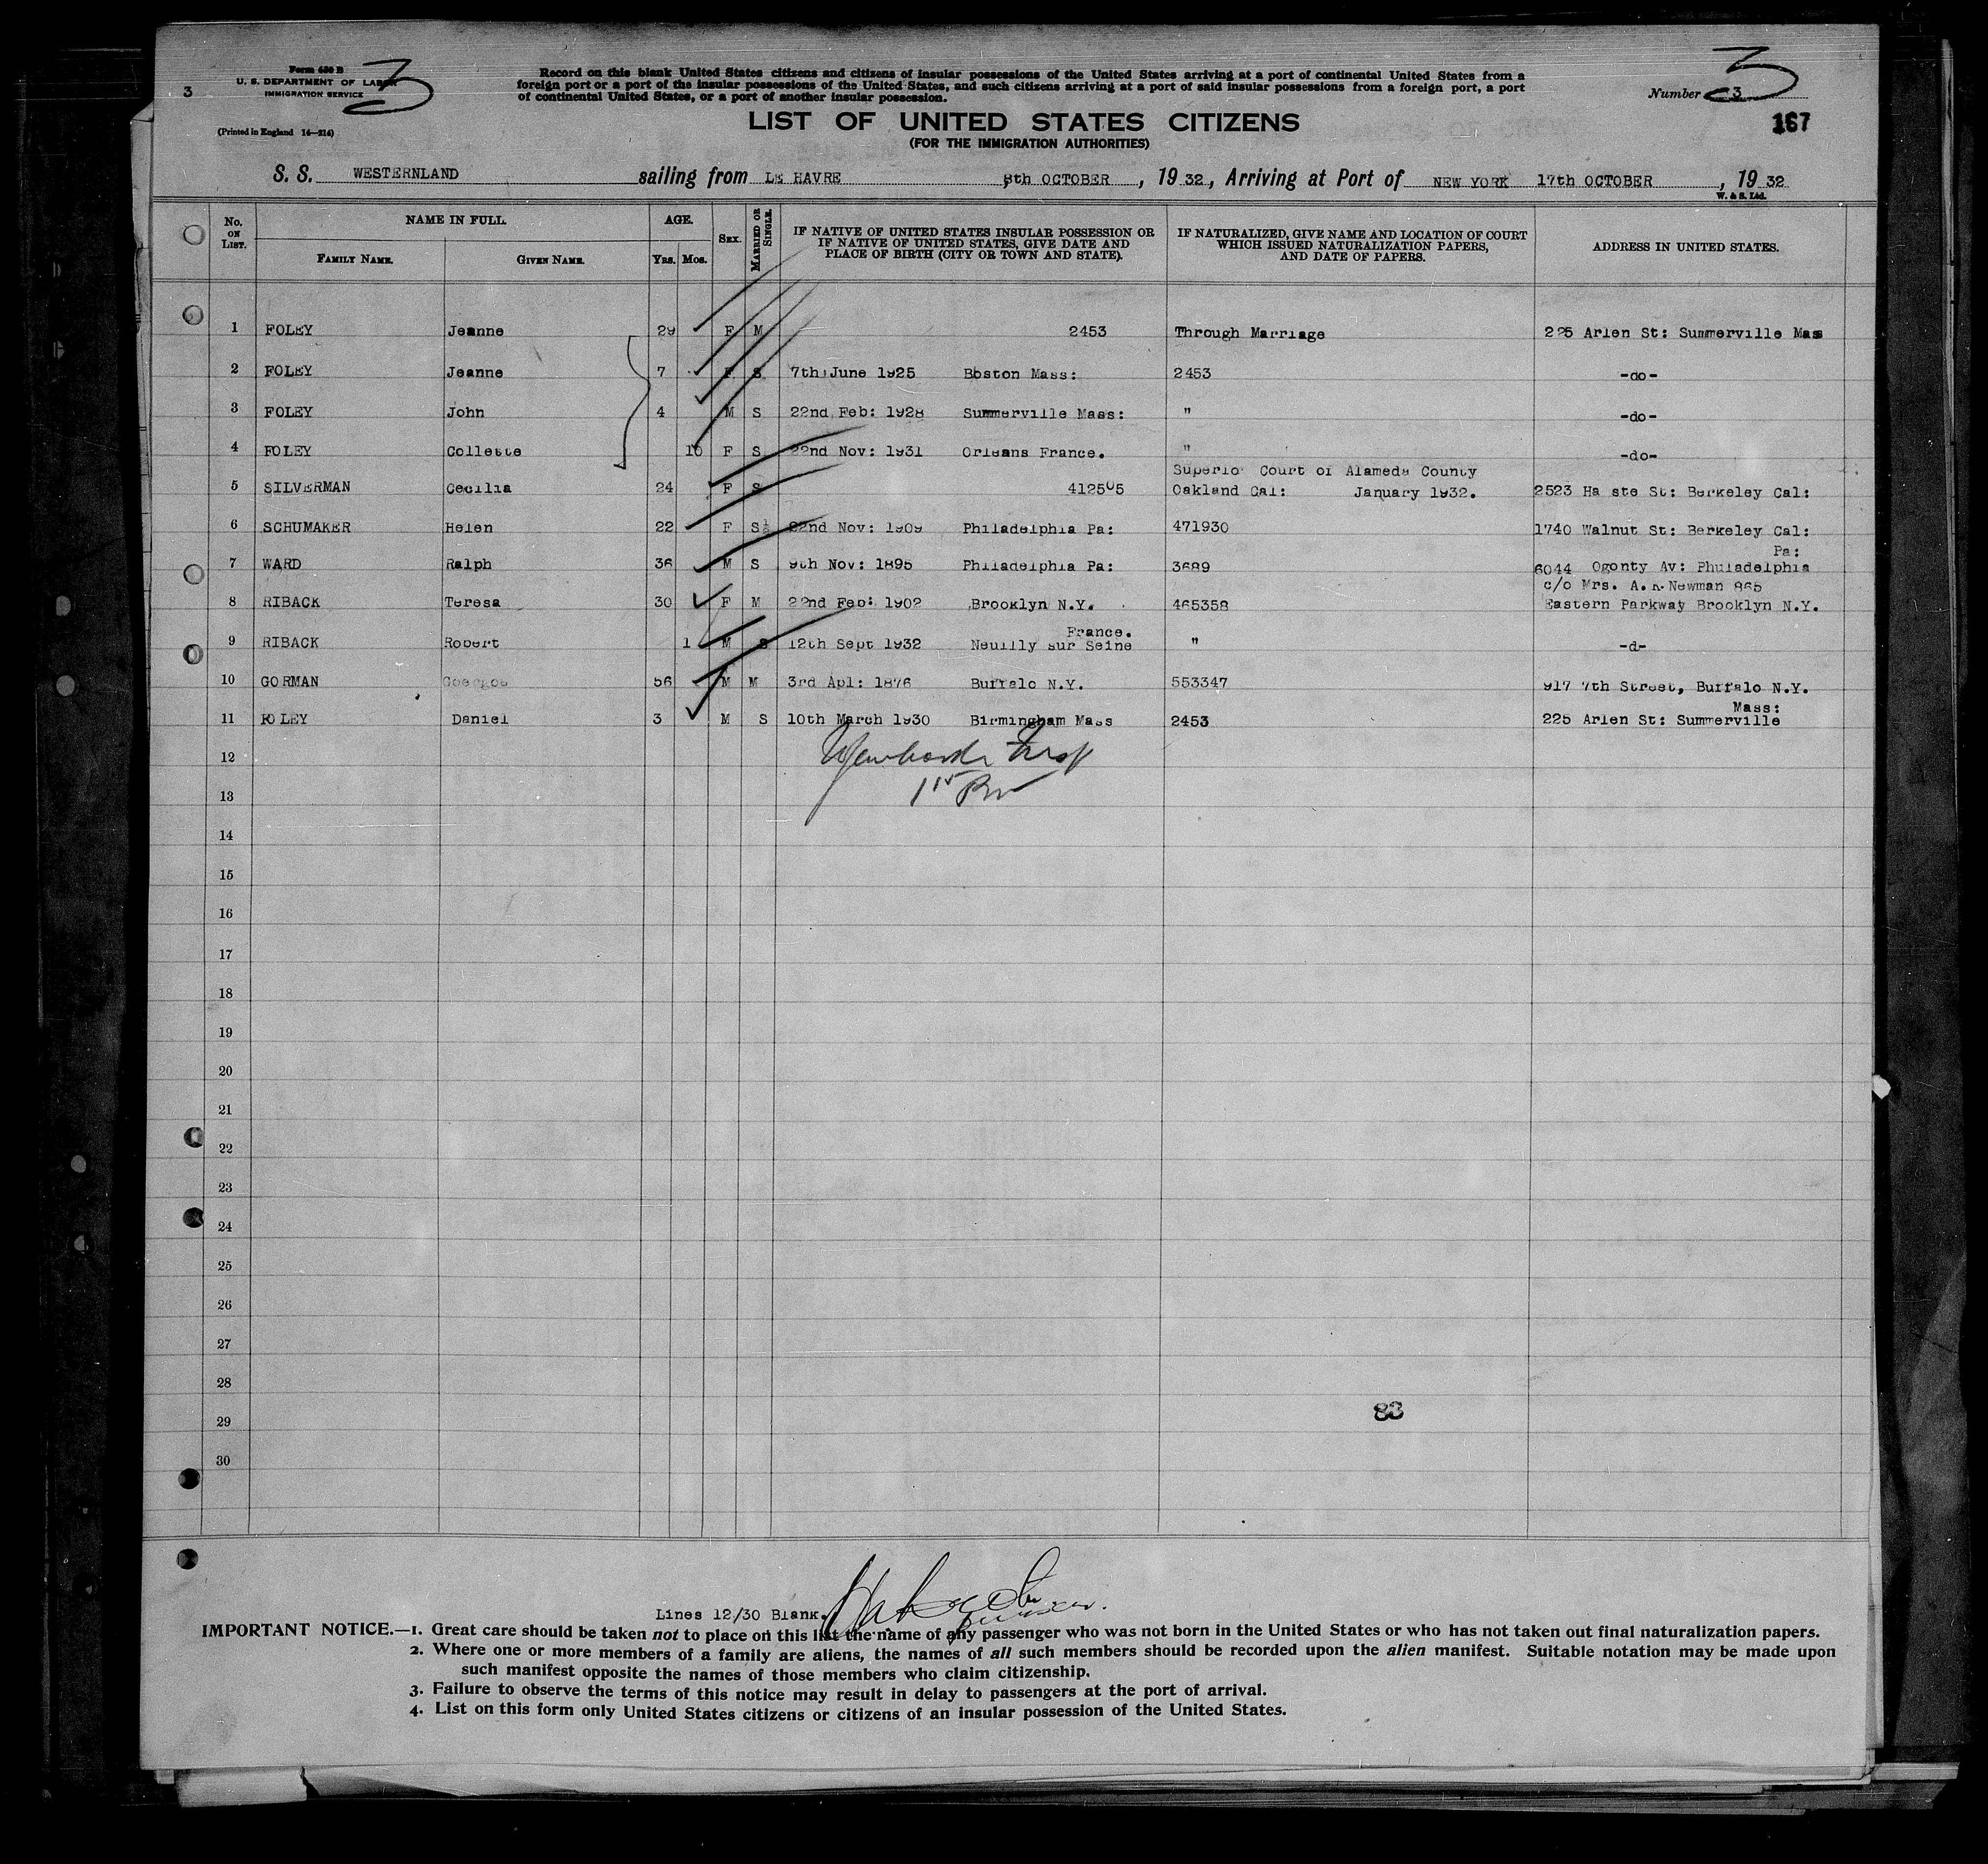 3
Form 630 B
U. S. DEPARTMENT OF LABOR
IMMIGRATION SERVICE
3
(Printed in England 14—214)
Record on this blank United States citizens and citizens of insular possessions of the United States arriving at a port of continental United States from a
foreign port or a port of the insular possessions of the United States, and such citizens arriving at a port of said insular possessions from a foreign port, a port
of continental United States, or a port of another insular possession.
3
Number 3
167
LIST OF UNITED STATES CITIZENS
(FOR THE IMMIGRATION AUTHORITIES)
S. S. WESTERNLAND sailing from LE HAVRE 8th OCTOBER, 1932, Arriving at Port of NEW YORK 17th OCTOBER, 1932
W. & S. Ltd.
No. ON LIST. NAME IN FULL. AGE. SEX. MARRIED OR SINGLE. IF NATIVE OF UNITED STATES INSULAR POSSESSION OR IF NATIVE OF UNITED STATES, GIVE DATE AND PLACE OF BIRTH (CITY OR TOWN AND STATE). IF NATURALIZED, GIVE NAME AND LOCATION OF COURT WHICH ISSUED NATURALIZATION PAPERS, AND DATE OF PAPERS. ADDRESS IN UNITED STATES.
FAMILY NAME. GIVEN NAME. Yrs. Mos.
1 FOLEY Jeanne 29 F M 2453 Through Marriage 225 Arlen St: Summerville Mass
2 FOLEY Jeanne 7 F S 7th June 1925 Boston Mass: 2453 -do-
3 FOLEY John 4 M S 22nd Feb: 1928 Summerville Mass: " -do-
4 FOLEY Collette 10 F S 22nd Nov: 1931 Orleans France. " -do-
Superior Court of Alameda County
5 SILVERMAN Cecilia 24 F S 412505 Oakland Cal: January 1932. 2523 Ha ste St: Berkeley Cal:
6 SCHUMAKER Helen 22 F S 22nd Nov: 1909 Philadelphia Pa: 471930 1740 Walnut St: Berkeley Cal:
Pa:
7 WARD Ralph 36 M S 9th Nov: 1895 Philadelphia Pa: 3689 6044 Ogonty Av: Phuladelphia
c/o Mrs. A. R. Newman 865
8 RIBACK Teresa 30 F M 22nd Feb: 1902 Brooklyn N.Y. 465358 Eastern Parkway Brooklyn N.Y.
France.
9 RIBACK Robert 1 M S 12th Sept 1932 Neuilly sur Seine " -d-
10 GORMAN 56 M M 3rd Apl: 1876 Buffalo N.Y. 553347 917 7th Street, Buffalo N.Y.
Mass:
11 FOLEY Daniel 3 M S 10th March 1930 Birmingham Mass 2453 225 Arlen St: Summerville
12
13
14
15
16
17
18
19
20
21
22
23
24
25
26
27
28
83
29
30
Lines 12/30 Blank.
IMPORTANT NOTICE.—1. Great care should be taken not to place on this list the name of any passenger who was not born in the United States or who has not taken out final naturalization papers.
2. Where one or more members of a family are aliens, the names of all such members should be recorded upon the alien manifest. Suitable notation may be made upon
such manifest opposite the names of those members who claim citizenship.
3. Failure to observe the terms of this notice may result in delay to passengers at the port of arrival.
4. List on this form only United States citizens or citizens of an insular possession of the United States.